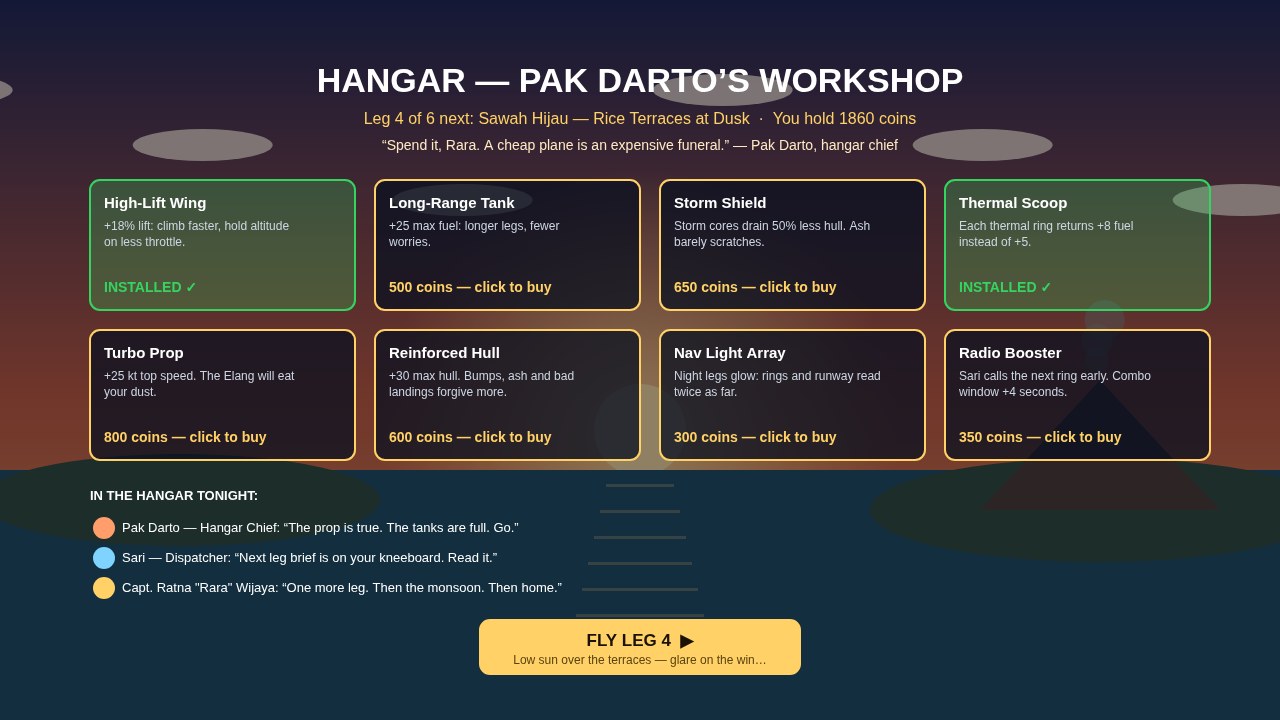 HANGAR — PAK DARTO’S WORKSHOP
Leg 4 of 6 next: Sawah Hijau — Rice Terraces at Dusk · You hold 1860 coins
“Spend it, Rara. A cheap plane is an expensive funeral.” — Pak Darto, hangar chief
High-Lift Wing
+18% lift: climb faster, hold altitude
on less throttle.
INSTALLED ✓
Long-Range Tank
+25 max fuel: longer legs, fewer
worries.
500 coins — click to buy
Storm Shield
Storm cores drain 50% less hull. Ash
barely scratches.
650 coins — click to buy
Thermal Scoop
Each thermal ring returns +8 fuel
instead of +5.
INSTALLED ✓
Turbo Prop
+25 kt top speed. The Elang will eat
your dust.
800 coins — click to buy
Reinforced Hull
+30 max hull. Bumps, ash and bad
landings forgive more.
600 coins — click to buy
Nav Light Array
Night legs glow: rings and runway read
twice as far.
300 coins — click to buy
Radio Booster
Sari calls the next ring early. Combo
window +4 seconds.
350 coins — click to buy
IN THE HANGAR TONIGHT:
Pak Darto — Hangar Chief: “The prop is true. The tanks are full. Go.”
Sari — Dispatcher: “Next leg brief is on your kneeboard. Read it.”
Capt. Ratna "Rara" Wijaya: “One more leg. Then the monsoon. Then home.”
FLY LEG 4 ▶
Low sun over the terraces — glare on the win…